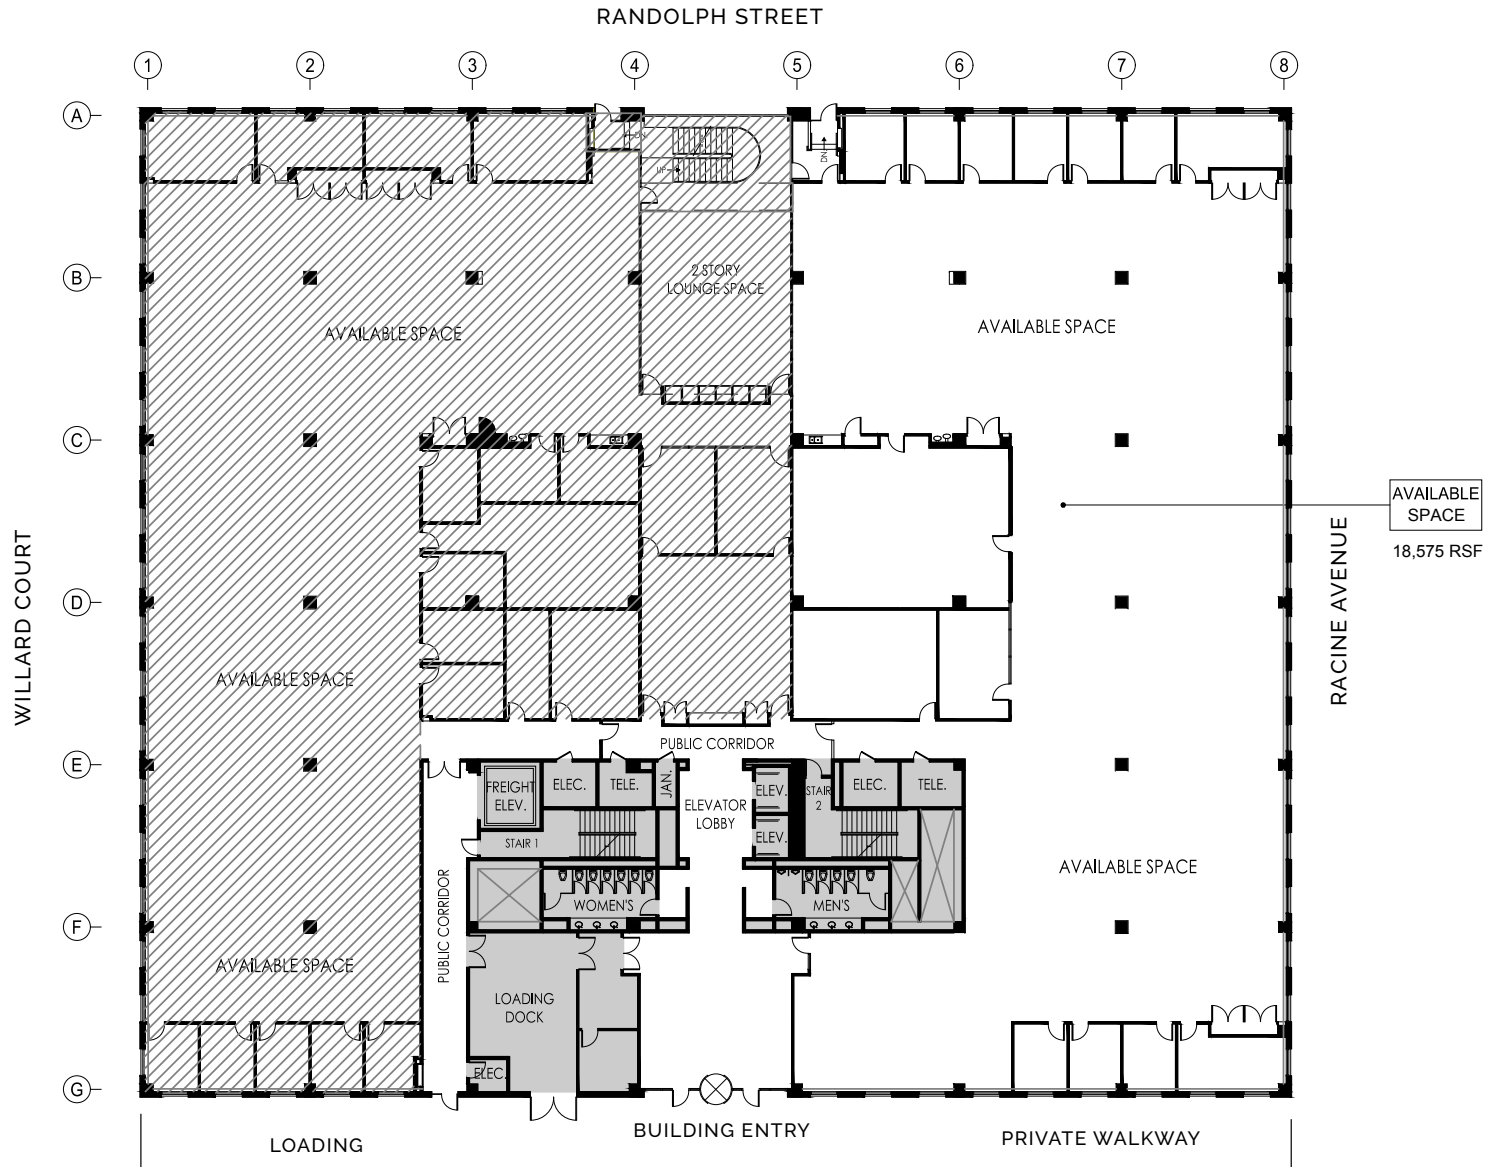 RANDOLPH STREET
1 2 3 4 5 6 7 8
A
DN
DN
UP
B
2 STORY
LOUNGE SPACE
AVAILABLE SPACE
AVAILABLE SPACE
C
AVAILABLE
SPACE
18,575 RSF
WILLARD COURT
RACINE AVENUE
D
AVAILABLE SPACE
PUBLIC CORRIDOR
E
FREIGHT
ELEV.
ELEC.
TELE.
JAN.
ELEVATOR
LOBBY
ELEV.
ELEV.
STAIR
2
ELEC.
TELE.
STAIR 1
AVAILABLE SPACE
WOMEN'S
MEN'S
F
PUBLIC CORRIDOR
AVAILABLE SPACE
LOADING
DOCK
ELEC.
G
LOADING
BUILDING ENTRY
PRIVATE WALKWAY